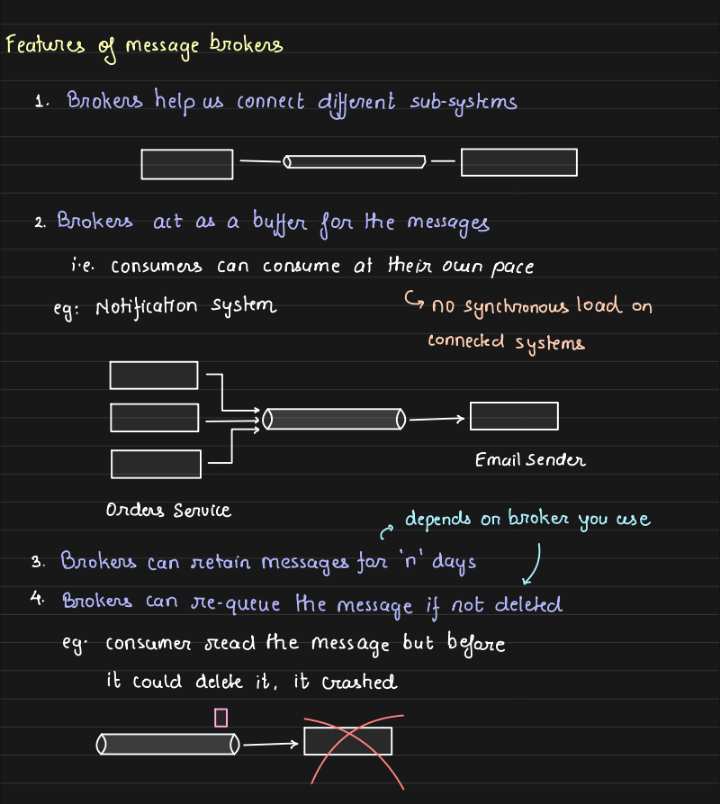 Features of message brokers
1. Brokers help us connect different sub-systems
2. Brokers act as a buffer for the messages
i.e. consumers can consume at their own pace
eg: Notification system
↳ no synchronous load on
connected systems
Email Sender
Orders Service
depends on broker you use
3. Brokers can retain messages for 'n' days
4. Brokers can re-queue the message if not deleted
eg. consumer read the message but before
it could delete it, it crashed